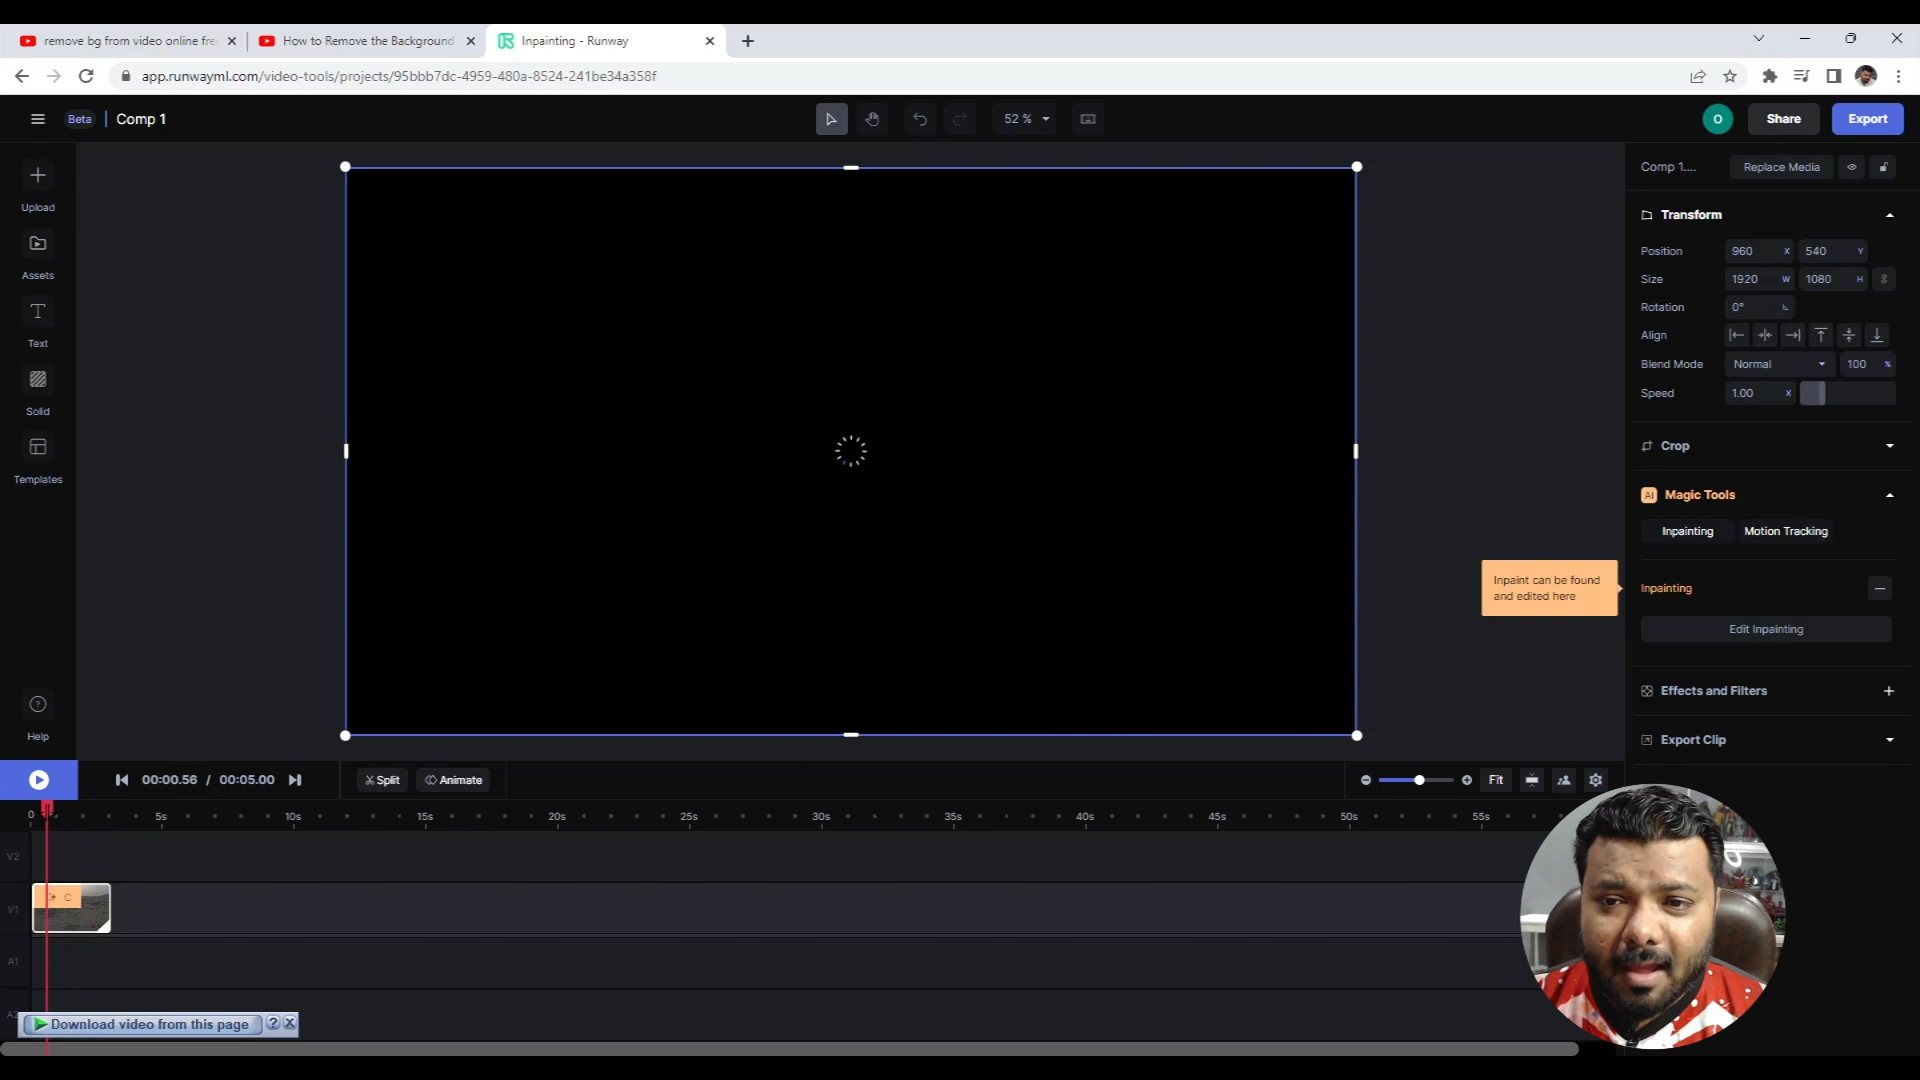 remove bg from video online fre
How to Remove the Background
Inpainting - Runway
app.runwayml.com/video-tools/projects/95bbb7dc-4959-480a-8524-241be34a358f
Beta
Comp 1
52 %
O
Share
Export
Upload
Assets
Text
Solid
Templates
Help
Comp 1....
Replace Media
Transform
Position 960 X 540 Y
Size 1920 W 1080 H
Rotation 0°
Align
Blend Mode Normal 100 %
Speed 1.00 x
Crop
AI Magic Tools
Inpainting Motion Tracking
Inpaint can be found
and edited here
Inpainting
Edit Inpainting
Effects and Filters
Export Clip
00:00.56 / 00:05.00
Split
Animate
Fit
0 5s 10s 15s 20s 25s 30s 35s 40s 45s 50s 55s
V2
V1
C
A1
A2
Download video from this page